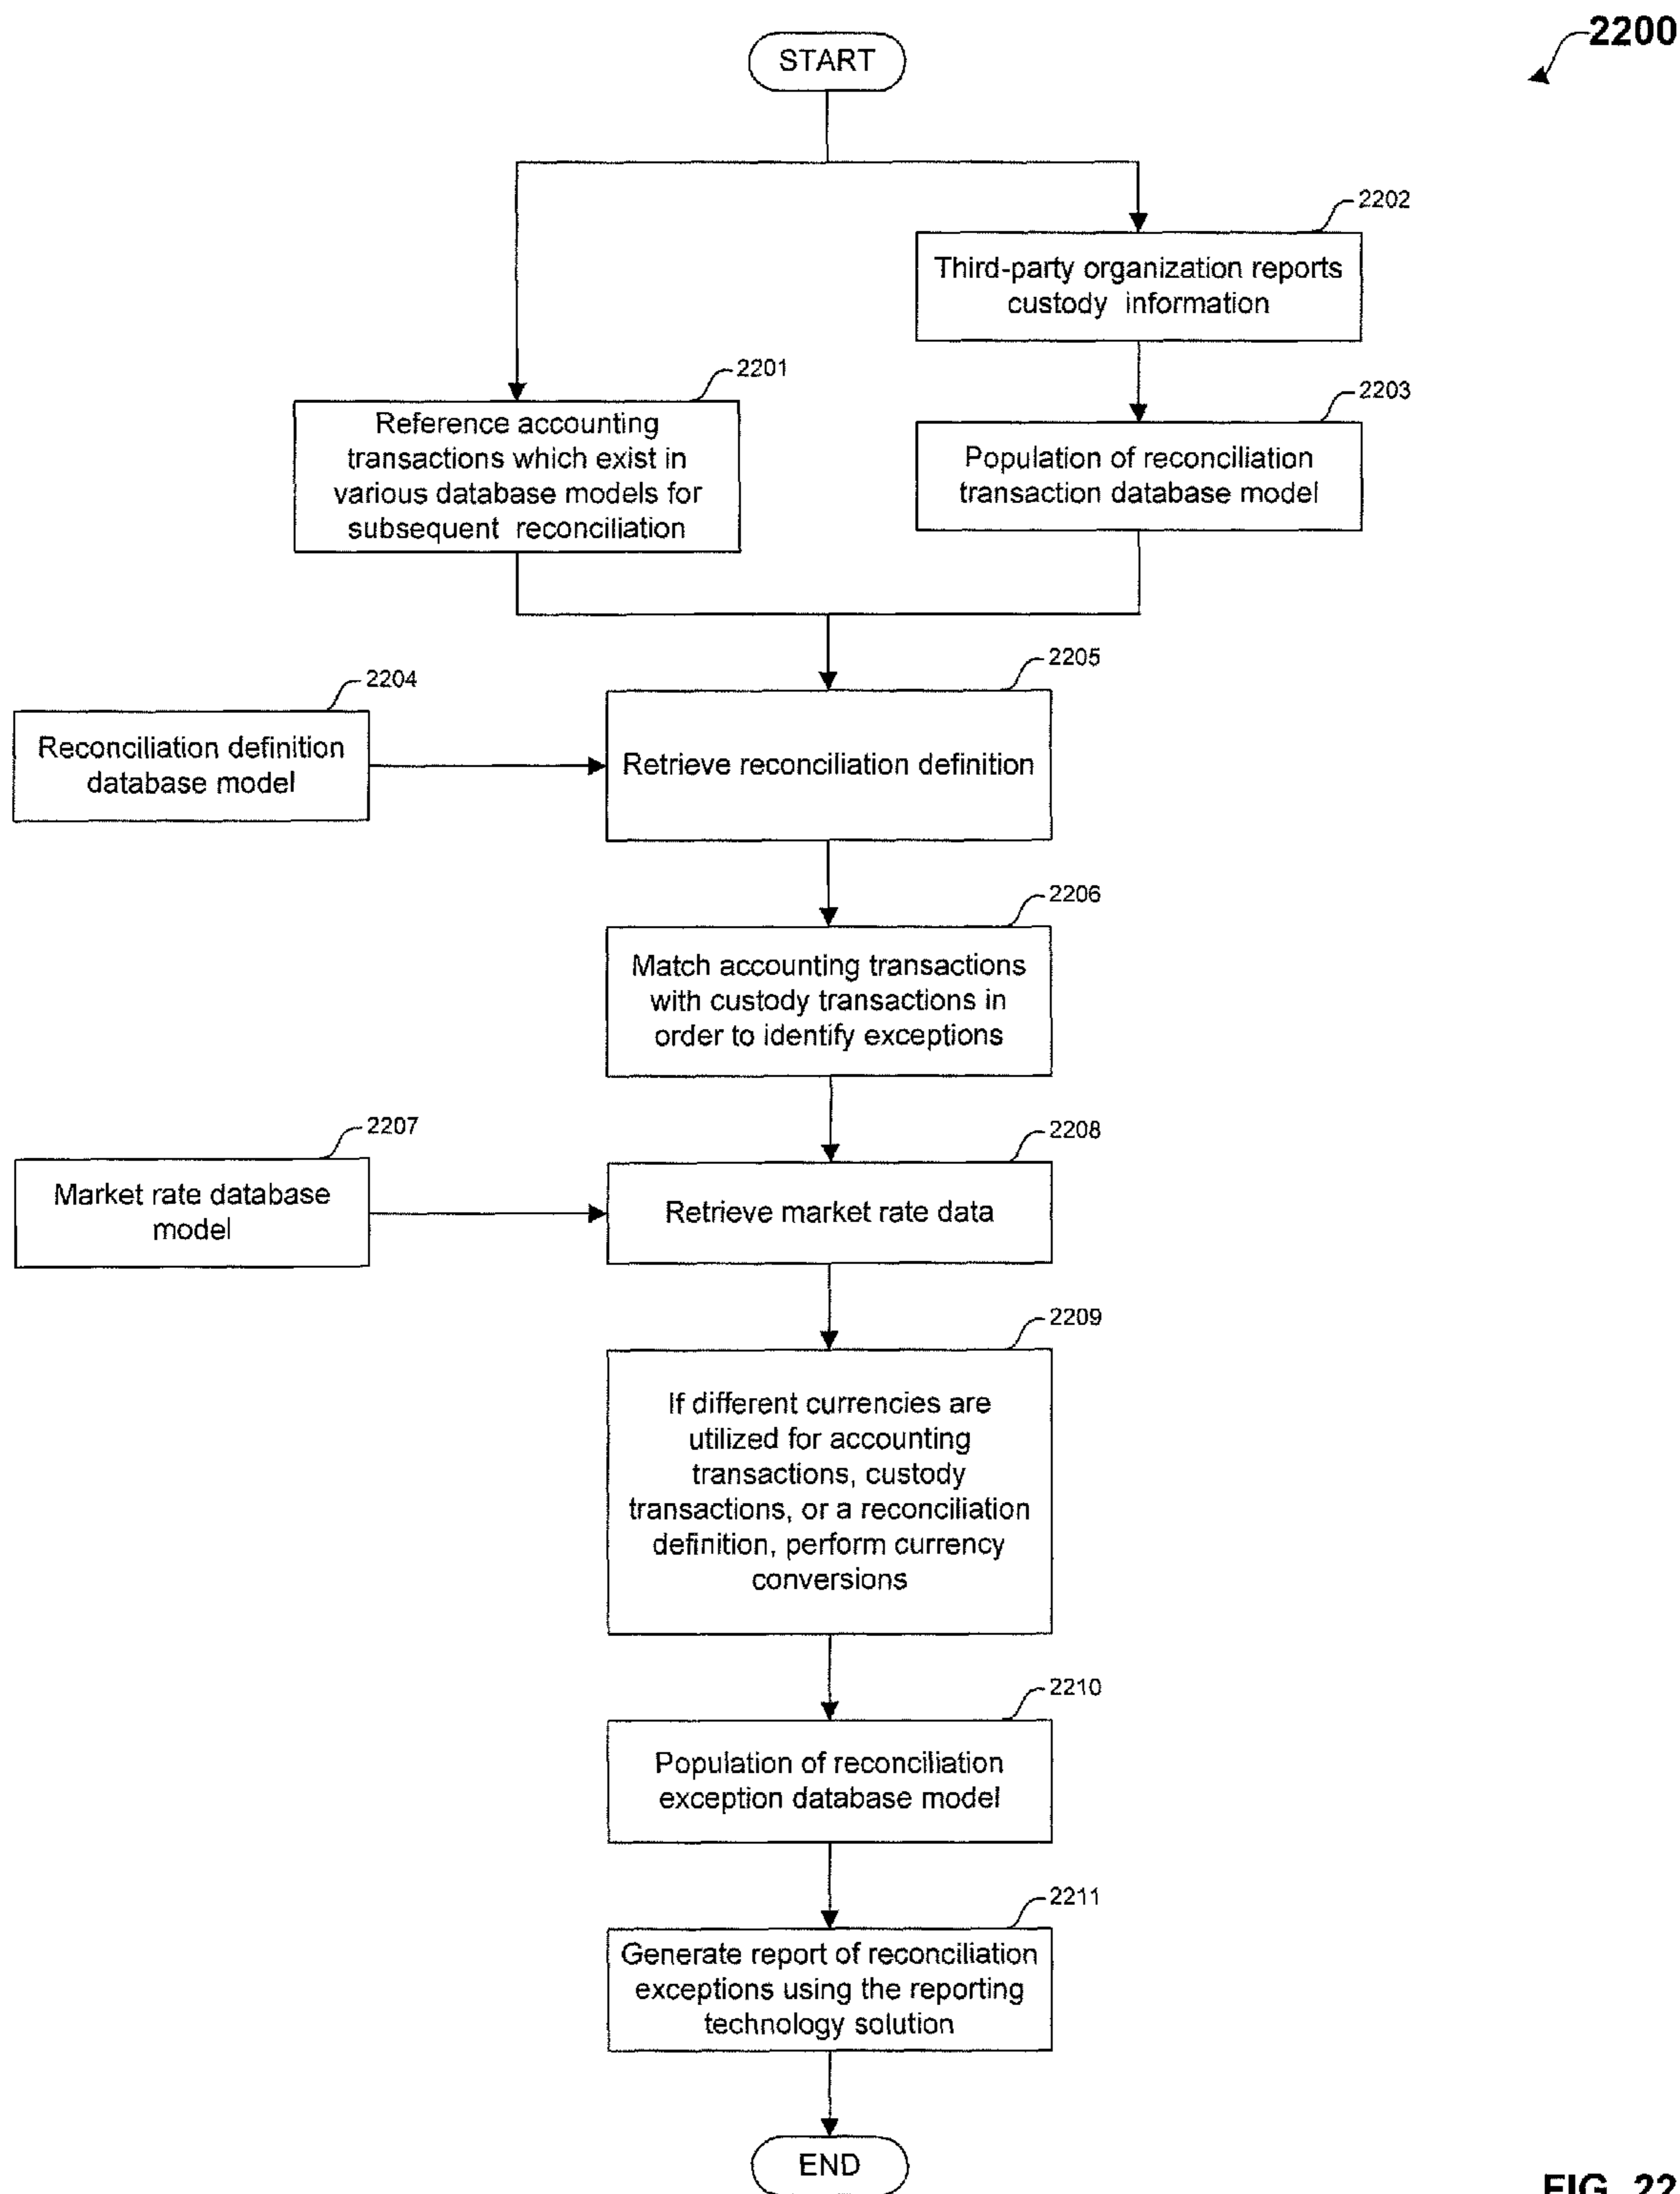 2200
START
2202
Third-party organization reports
custody information
2201
2203
Reference accounting
transactions which exist in
various database models for
subsequent reconciliation
Population of reconciliation
transaction database model
2204
2205
Reconciliation definition
database model
Retrieve reconciliation definition
2206
Match accounting transactions
with custody transactions in
order to identify exceptions
2207
2208
Market rate database
model
Retrieve market rate data
2209
If different currencies are
utilized for accounting
transactions, custody
transactions, or a reconciliation
definition, perform currency
conversions
2210
Population of reconciliation
exception database model
2211
Generate report of reconciliation
exceptions using the reporting
technology solution
END
FIG. 22